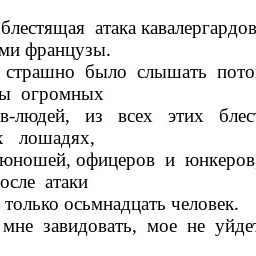 блестящая атака кавалергардов
ми французы.
страшно было слышать пото
ы огромных
в-людей, из всех этих блес
х лошадях,
юношей, офицеров и юнкеров,
осле атаки
только осьмнадцать человек.
мне завидовать, мое не уйдет